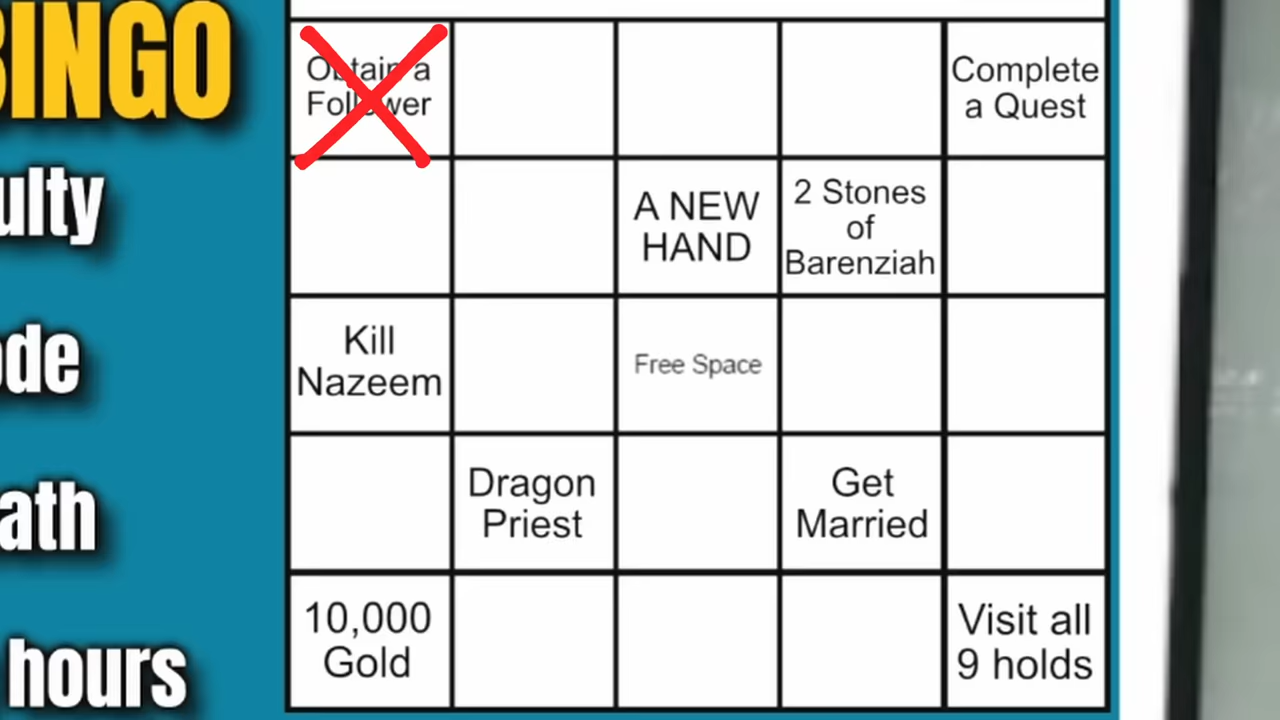 BINGO
ulty
ode
ath
hours
Obtain a
Follower
Complete
a Quest
A NEW
HAND
2 Stones
of
Barenziah
Kill
Nazeem
Free Space
Dragon
Priest
Get
Married
10,000
Gold
Visit all
9 holds